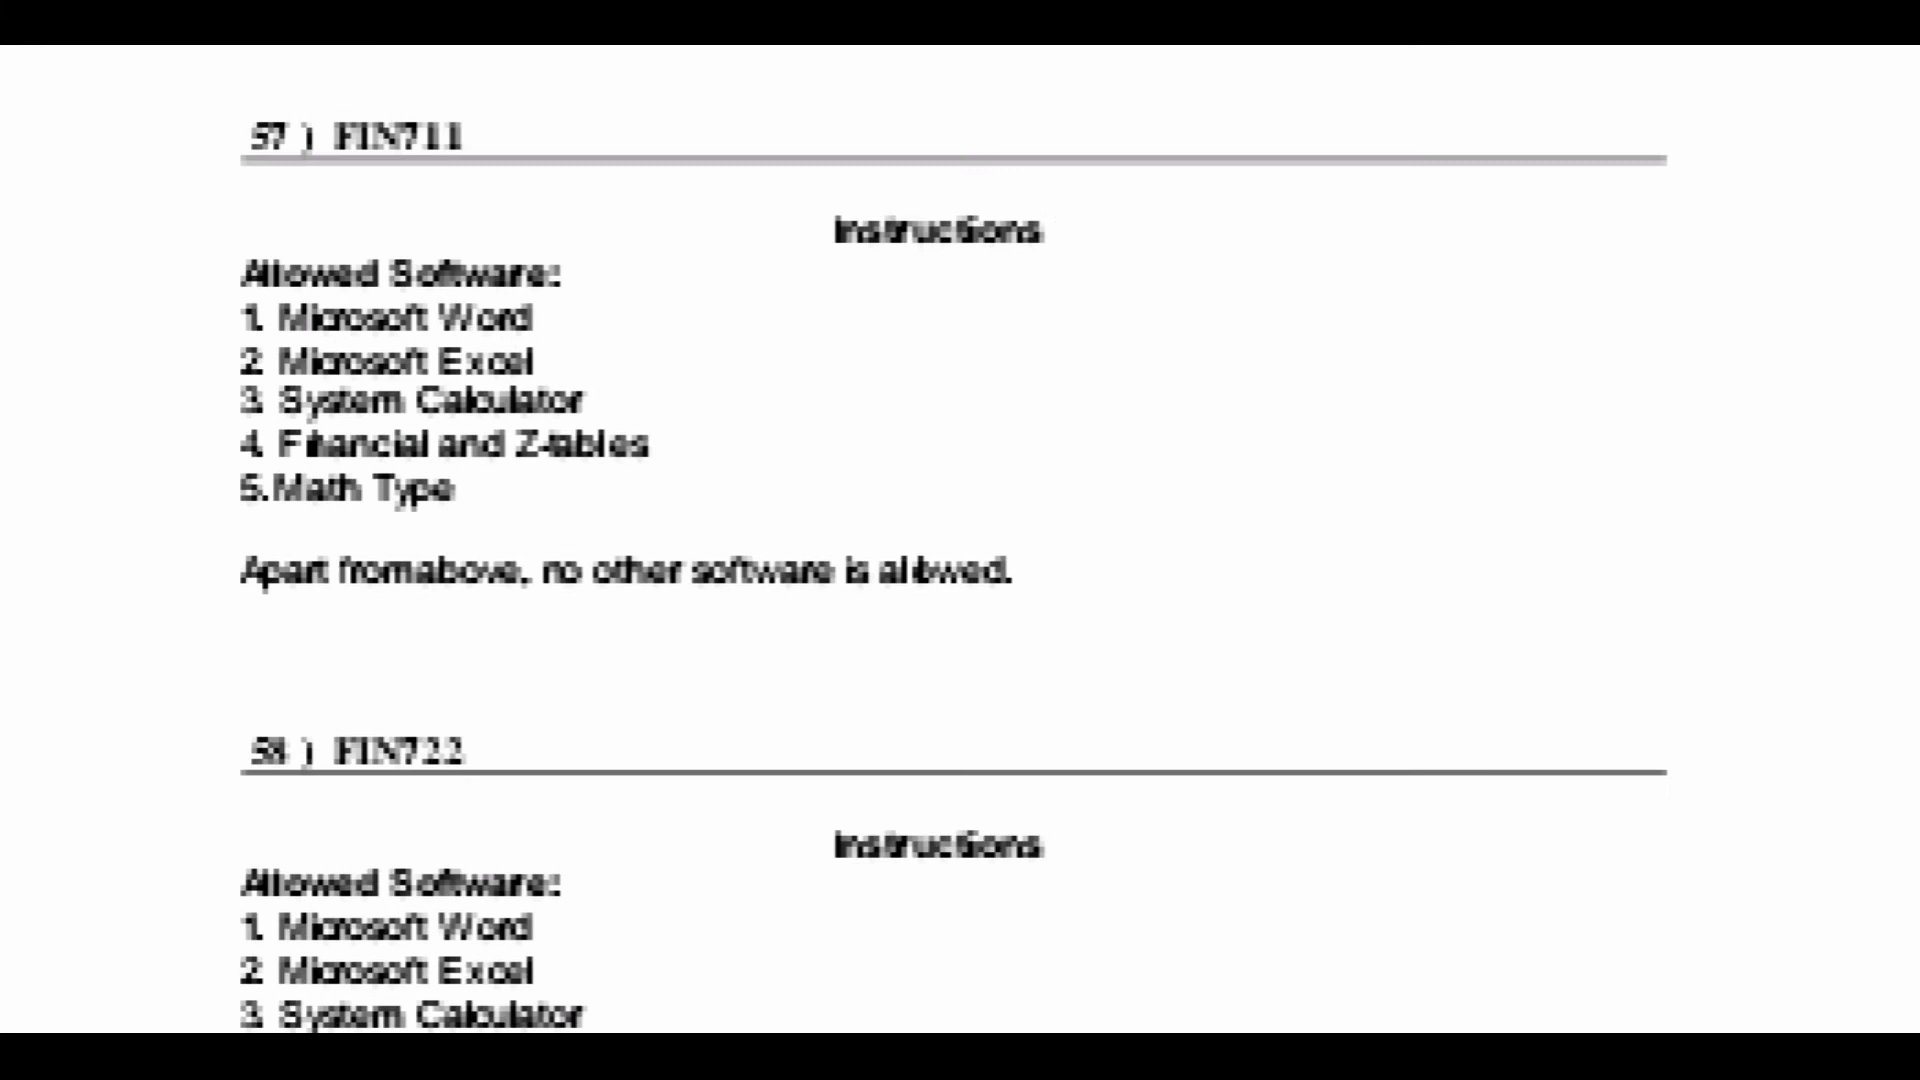 57 ) FIN711
Instructions
Allowed Software:
1. Microsoft Word
2. Microsoft Excel
3. System Calculator
4. Financial and Z-tables
5.Math Type
Apart from above, no other software is allowed.
58 ) FIN722
Instructions
Allowed Software:
1. Microsoft Word
2. Microsoft Excel
3. System Calculator